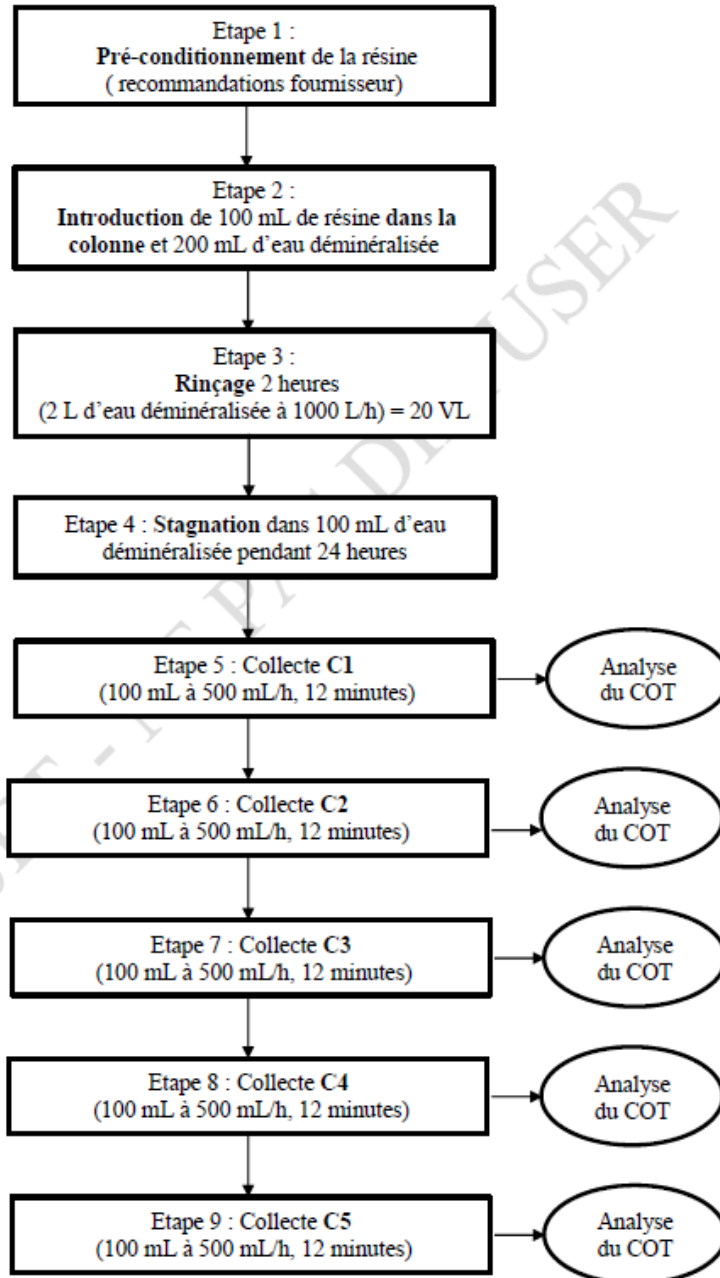 Etape 1 :
Pré-conditionnement de la résine
( recommandations fournisseur)
Etape 2 :
Introduction de 100 mL de résine dans la
colonne et 200 mL d'eau déminéralisée
Etape 3 :
Rinçage 2 heures
(2 L d'eau déminéralisée à 1000 L/h) = 20 VL
Etape 4 : Stagnation dans 100 mL d'eau
déminéralisée pendant 24 heures
Etape 5 : Collecte C1
(100 mL à 500 mL/h, 12 minutes)
Analyse
du COT
Etape 6 : Collecte C2
(100 mL à 500 mL/h, 12 minutes)
Analyse
du COT
Etape 7 : Collecte C3
(100 mL à 500 mL/h, 12 minutes)
Analyse
du COT
Etape 8 : Collecte C4
(100 mL à 500 mL/h, 12 minutes)
Analyse
du COT
Etape 9 : Collecte C5
(100 mL à 500 mL/h, 12 minutes)
Analyse
du COT